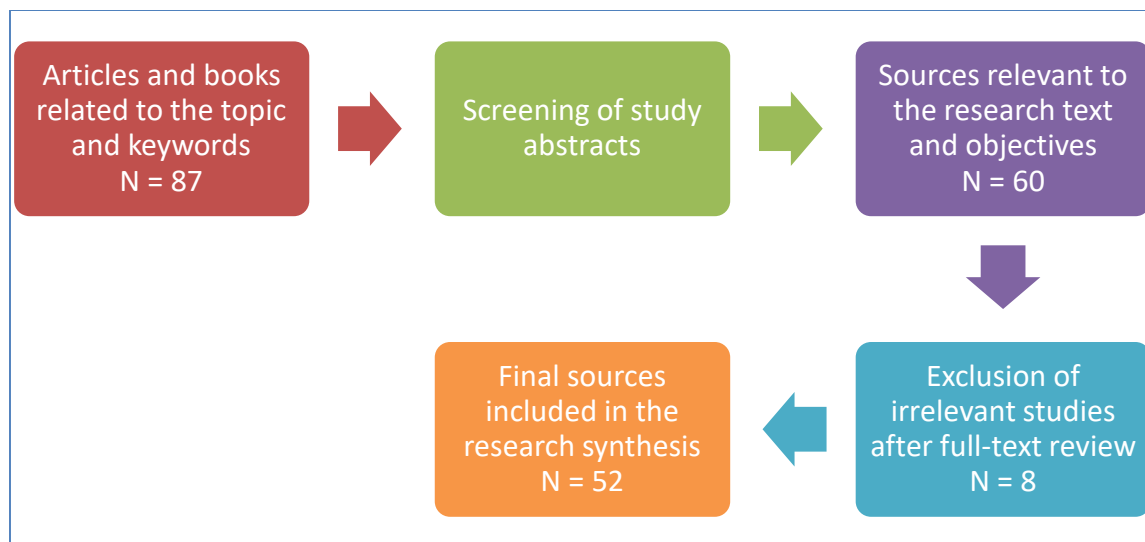 Articles and books
related to the topic
and keywords
N = 87
Screening of study
abstracts
Sources relevant to
the research text
and objectives
N = 60
Exclusion of
irrelevant studies
after full-text review
N = 8
Final sources
included in the
research synthesis
N = 52